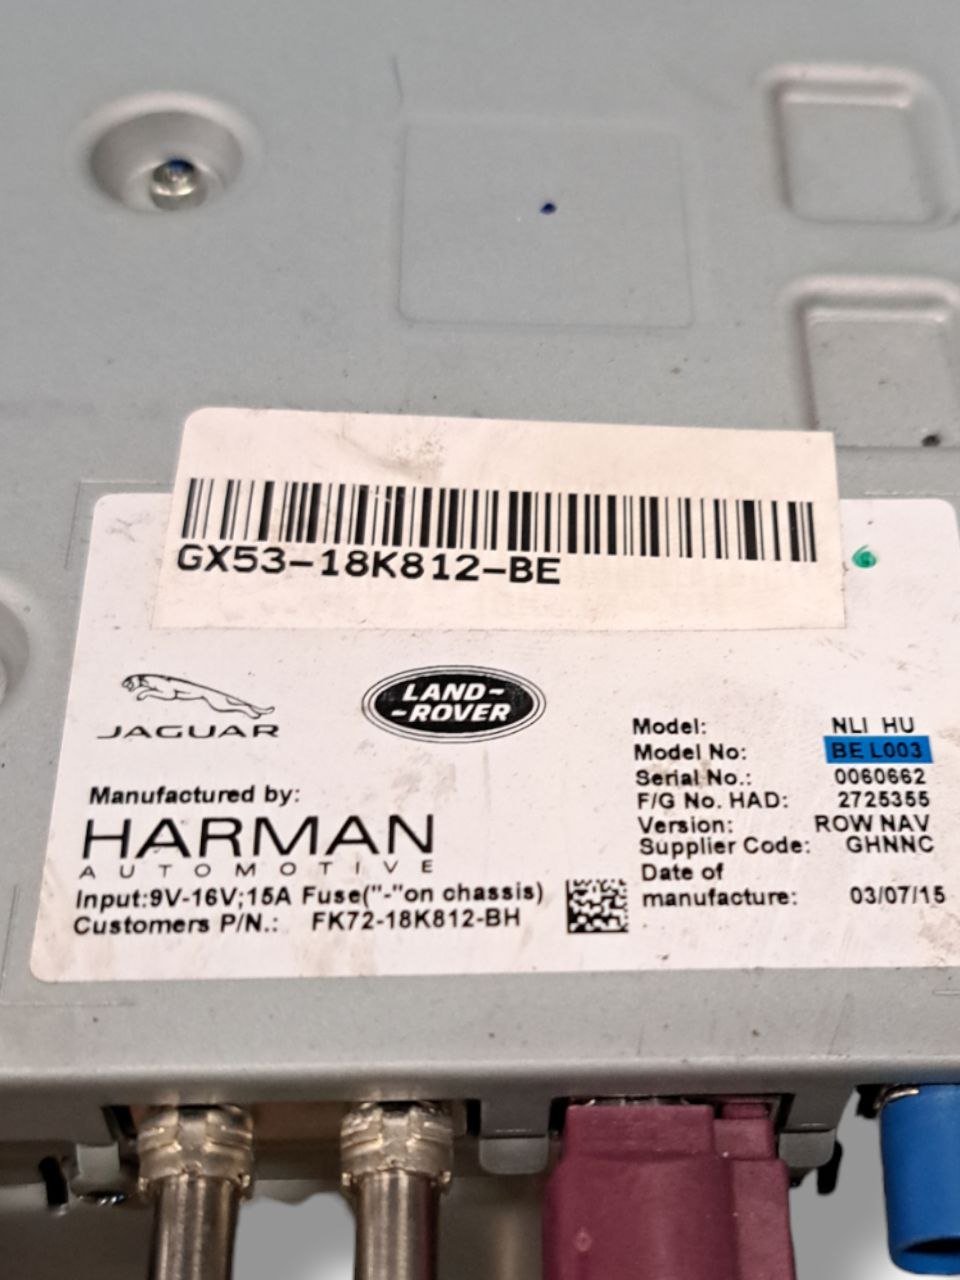 GX53-18K812-BE
JAGUAR
LAND-
-ROVER
Manufactured by:
HARMAN
AUTOMOTIVE
Input:9V-16V;15A Fuse("-"on chassis)
Customers P/N.: FK72-18K812-BH
Model: NLI HU
Model No: BE L003
Serial No.: 0060662
F/G No. HAD: 2725355
Version: ROW NAV
Supplier Code: GHNNC
Date of
manufacture: 03/07/15